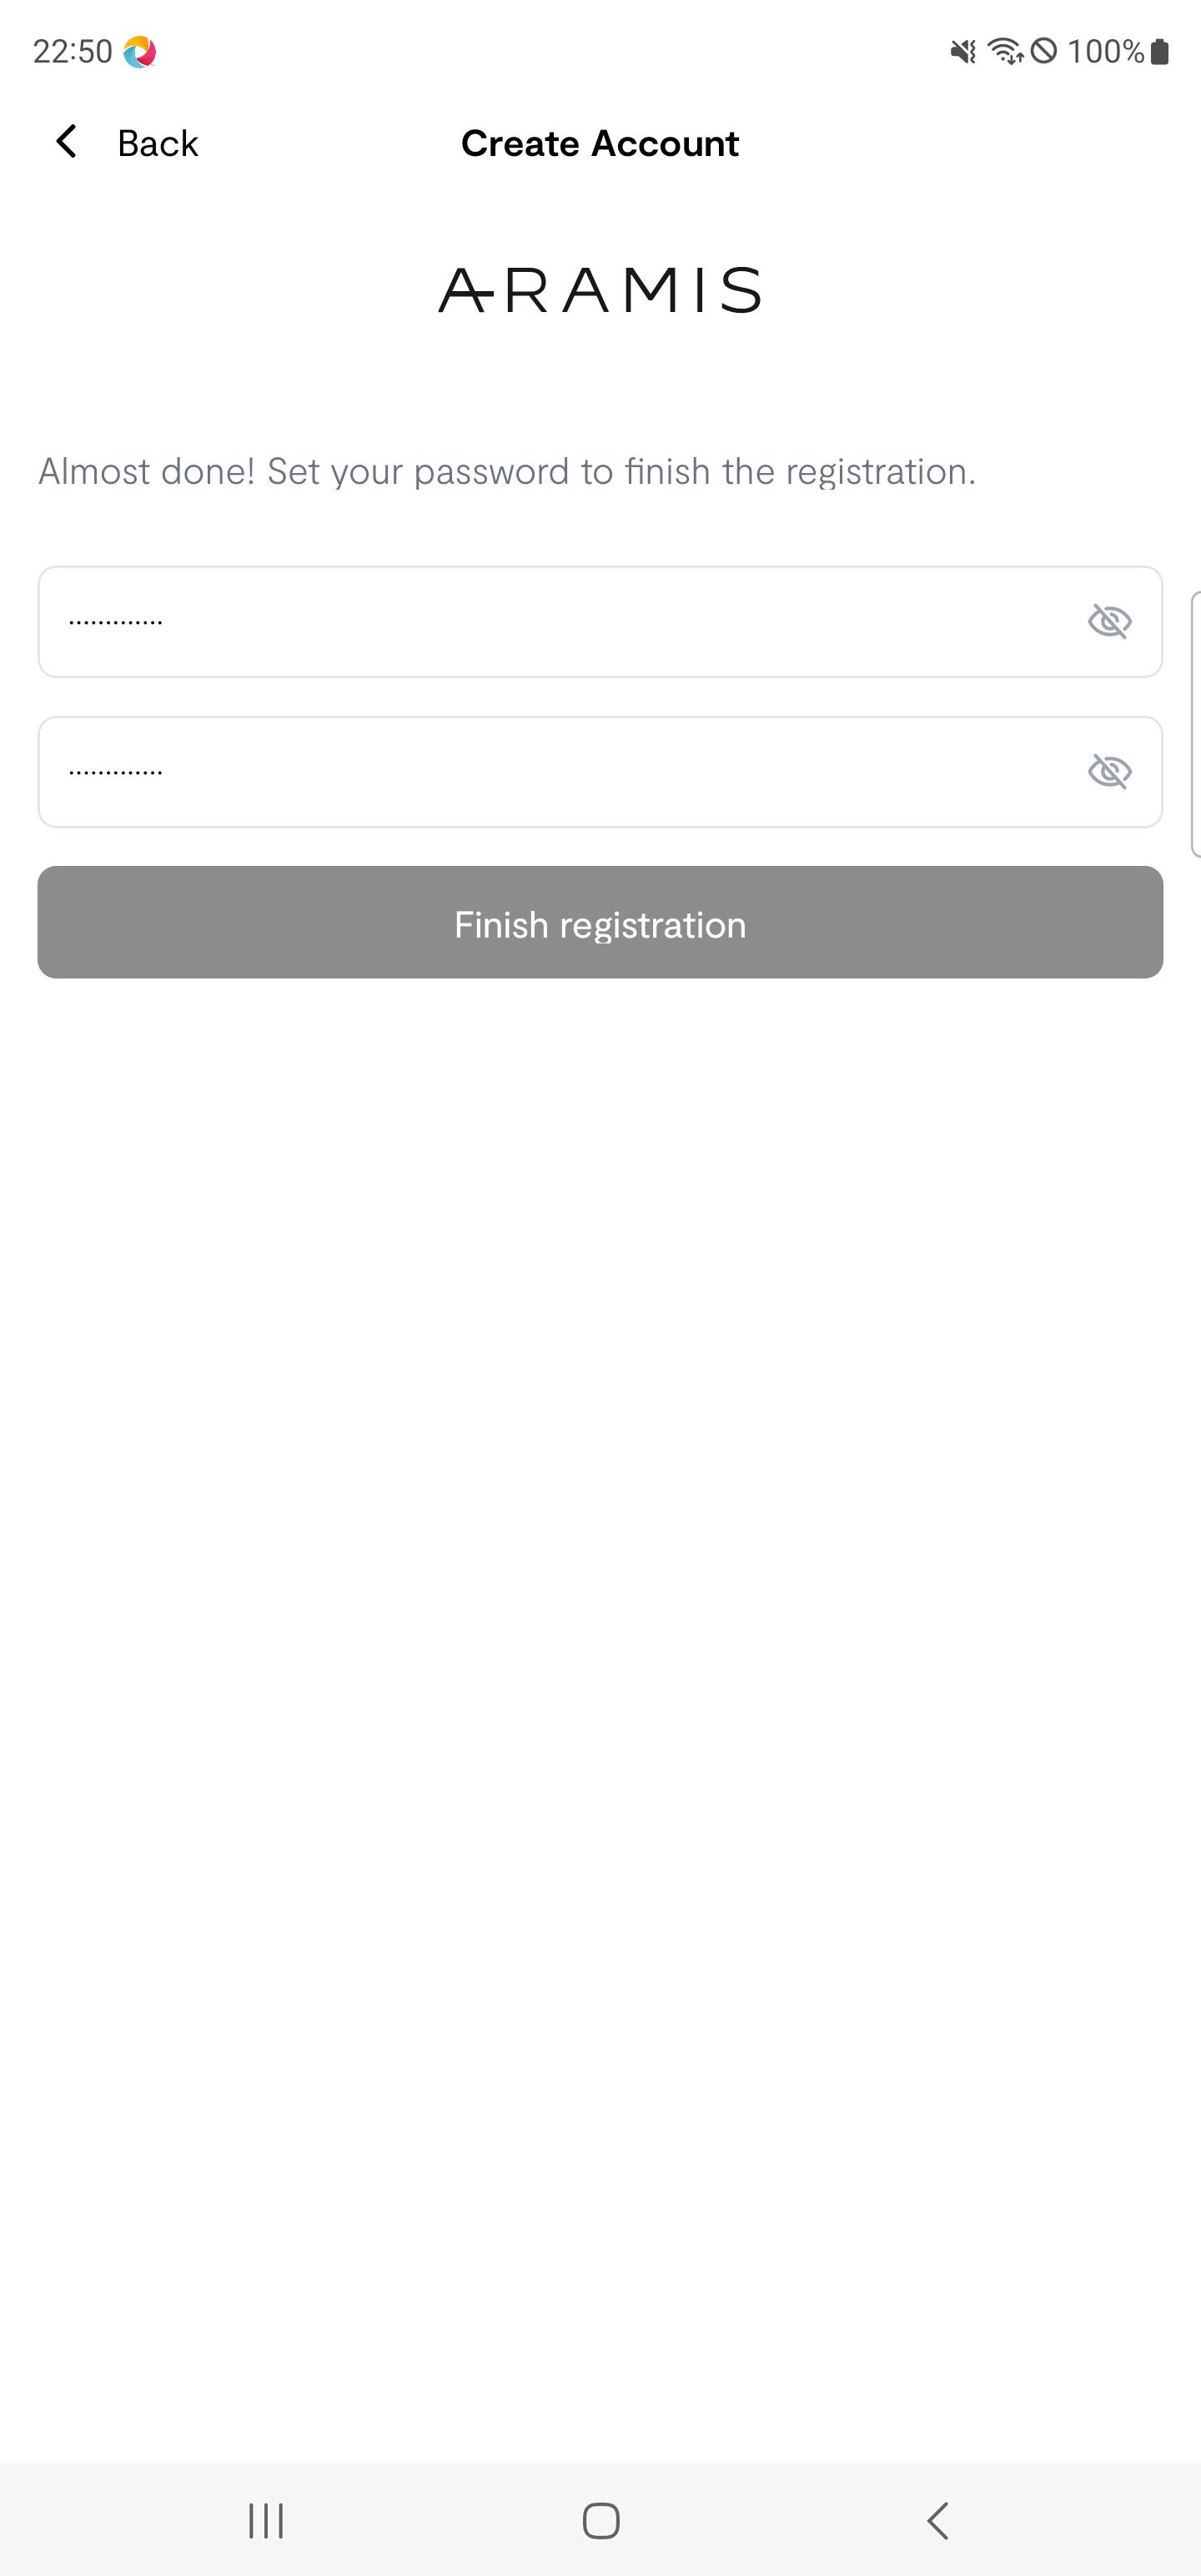 22:50
100%
Back
Create Account
ARAMIS
Almost done! Set your password to finish the registration.
•••••••••••••
•••••••••••••
Finish registration